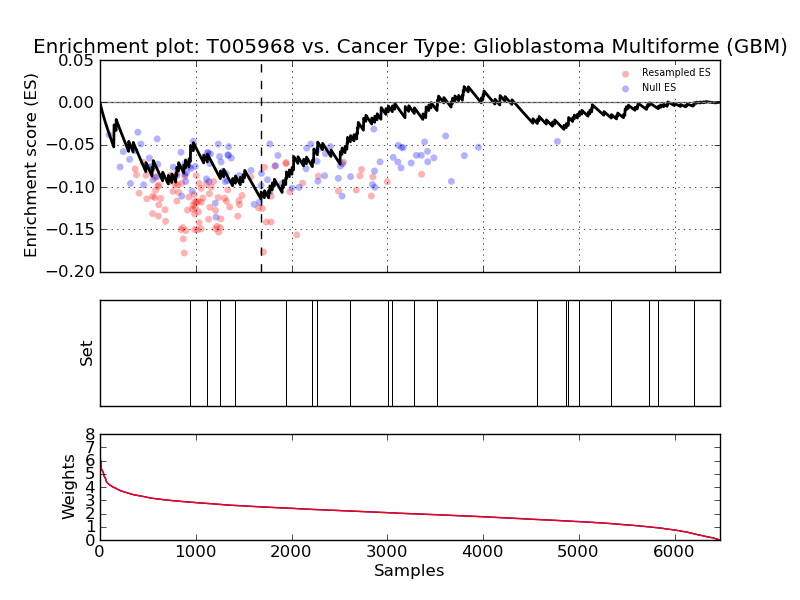 Enrichment plot: T005968 vs. Cancer Type: Glioblastoma Multiforme (GBM)
0.05
0.00
−0.05
−0.10
−0.15
−0.20
Enrichment score (ES)
Resampled ES
Null ES
Set
8
7
6
5
4
3
2
1
0
Weights
0 1000 2000 3000 4000 5000 6000
Samples